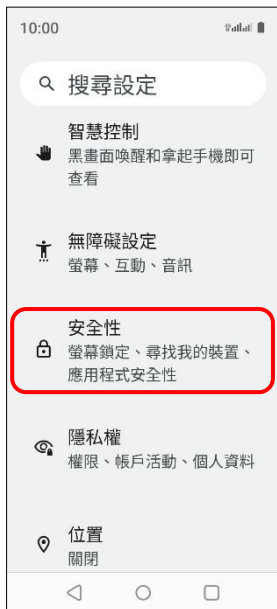 10:00
搜尋設定
智慧控制
黑畫面喚醒和拿起手機即可
查看
無障礙設定
螢幕、互動、音訊
安全性
螢幕鎖定、尋找我的裝置、
應用程式安全性
隱私權
權限、帳戶活動、個人資料
位置
關閉